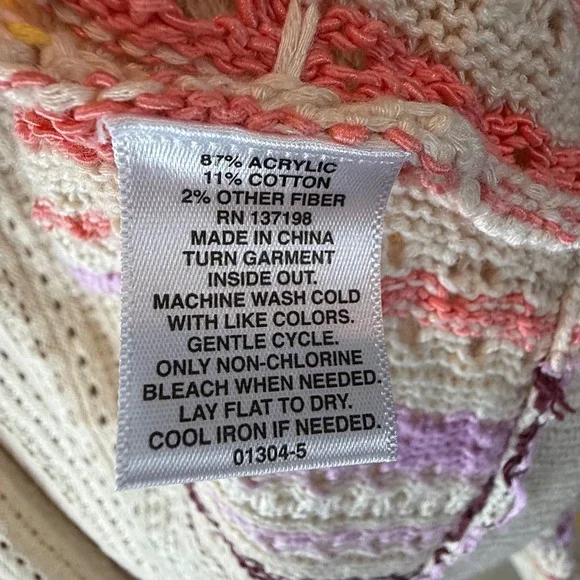 87% ACRYLIC
11% COTTON
2% OTHER FIBER
RN 137198
MADE IN CHINA
TURN GARMENT
INSIDE OUT.
MACHINE WASH COLD
WITH LIKE COLORS.
GENTLE CYCLE.
ONLY NON-CHLORINE
BLEACH WHEN NEEDED.
LAY FLAT TO DRY.
COOL IRON IF NEEDED.
01304-5